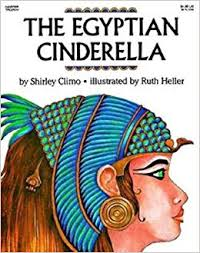 THE EGYPTIAN
CINDERELLA
by Shirley Climo • illustrated by Ruth Heller